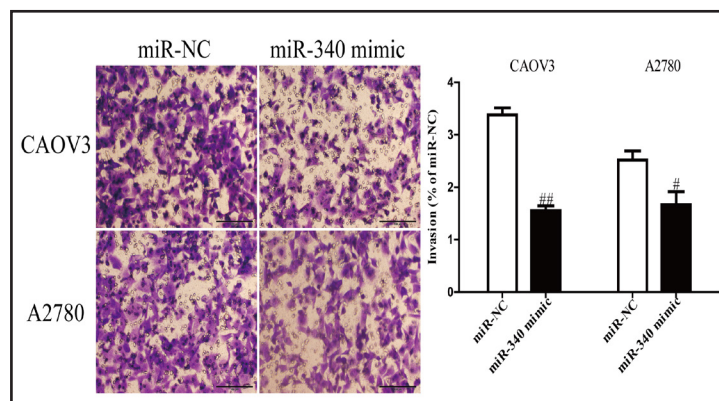 miR-NC miR-340 mimic
CAOV3
A2780
CAOV3 A2780
Invasion (% of miR-NC)
4
3
2
1
0
##
#
miR-NC
miR-340 mimic
miR-NC
miR-340 mimic